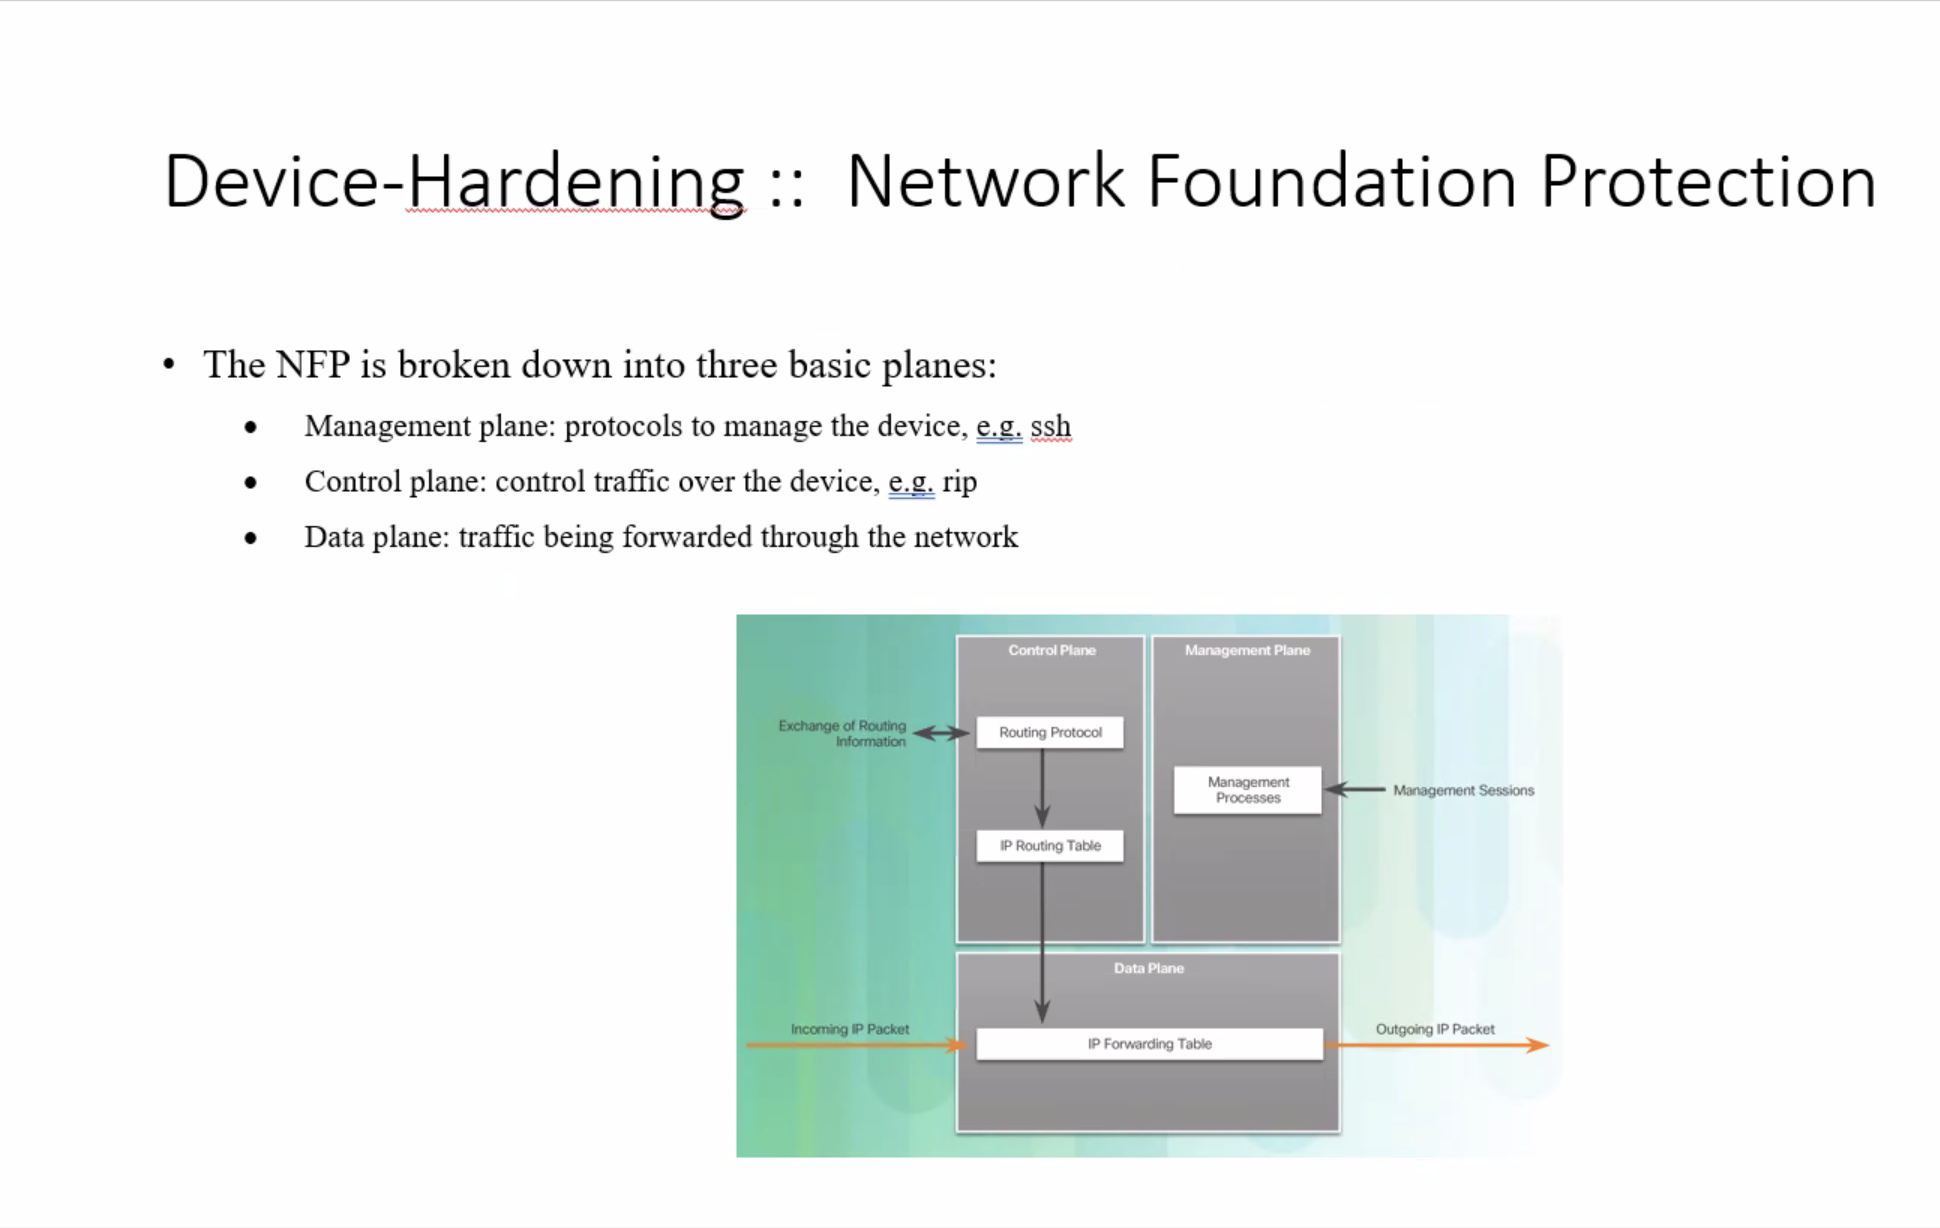 Device-Hardening :: Network Foundation Protection
• The NFP is broken down into three basic planes:
• Management plane: protocols to manage the device, e.g. ssh
• Control plane: control traffic over the device, e.g. rip
• Data plane: traffic being forwarded through the network
Control Plane
Management Plane
Exchange of Routing
Information
Routing Protocol
Management
Processes
Management Sessions
IP Routing Table
Data Plane
Incoming IP Packet
IP Forwarding Table
Outgoing IP Packet